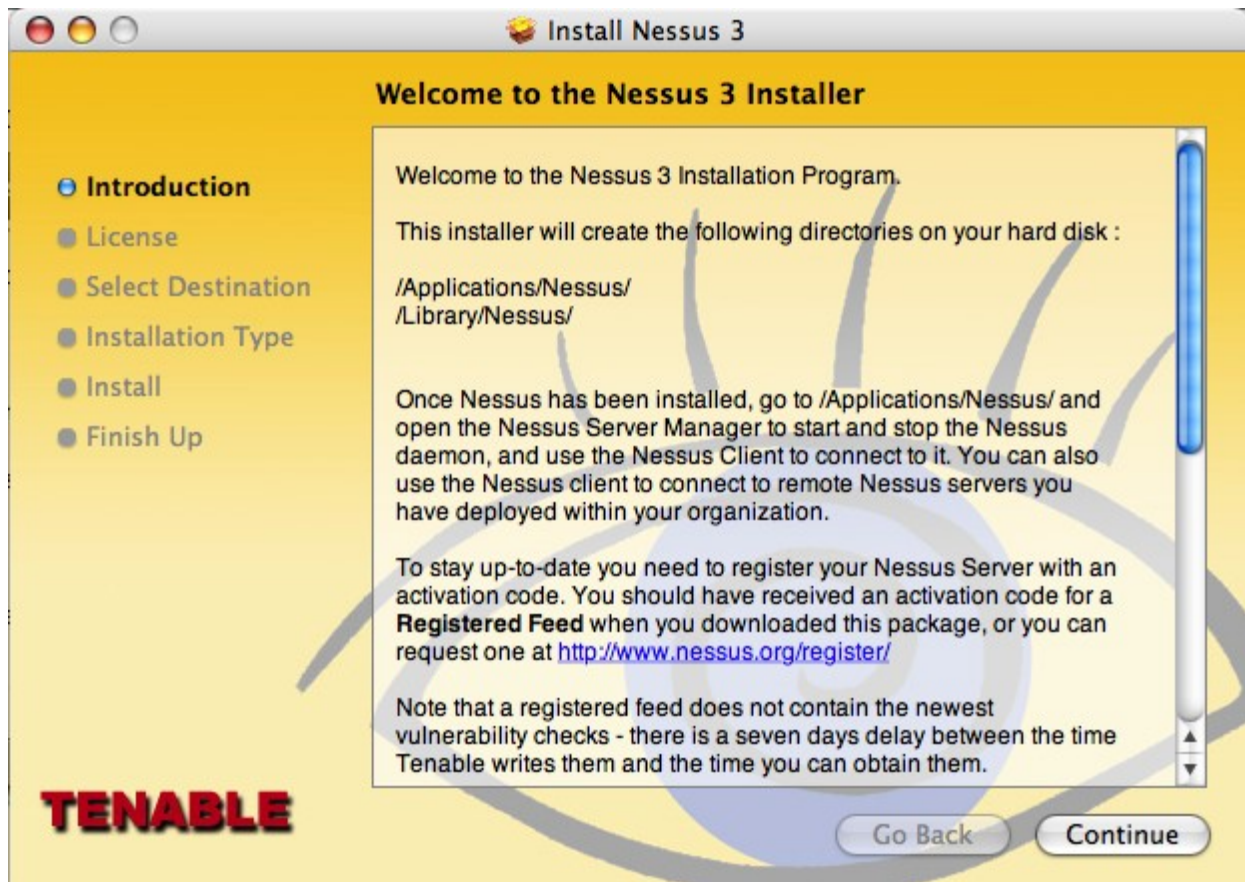 Install Nessus 3
Welcome to the Nessus 3 Installer
Introduction
License
Select Destination
Installation Type
Install
Finish Up
Welcome to the Nessus 3 Installation Program.
This installer will create the following directories on your hard disk :
/Applications/Nessus/
/Library/Nessus/
Once Nessus has been installed, go to /Applications/Nessus/ and
open the Nessus Server Manager to start and stop the Nessus
daemon, and use the Nessus Client to connect to it. You can also
use the Nessus client to connect to remote Nessus servers you
have deployed within your organization.
To stay up-to-date you need to register your Nessus Server with an
activation code. You should have received an activation code for a
Registered Feed when you downloaded this package, or you can
request one at http://www.nessus.org/register/
Note that a registered feed does not contain the newest
vulnerability checks - there is a seven days delay between the time
Tenable writes them and the time you can obtain them.
TENABLE
Go Back
Continue